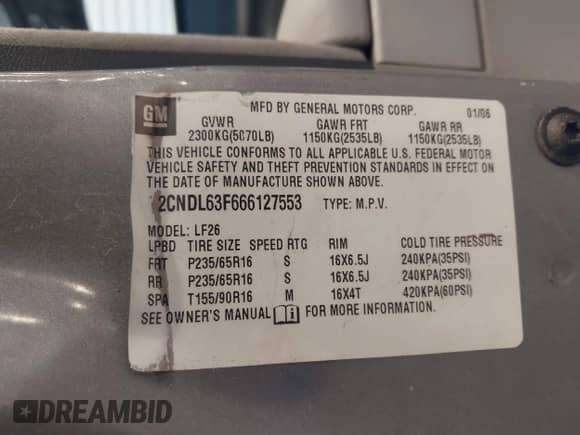 GM
MFD BY GENERAL MOTORS CORP. 01/06
GVWR GAWR FRT GAWR RR
2300KG(5070LB) 1150KG(2535LB) 1150KG(2535LB)
THIS VEHICLE CONFORMS TO ALL APPLICABLE U.S. FEDERAL MOTOR
VEHICLE SAFETY AND THEFT PREVENTION STANDARDS IN EFFECT ON
THE DATE OF MANUFACTURE SHOWN ABOVE.
2CNDL63F666127553 TYPE: M.P.V.
MODEL: LF26
LPBD TIRE SIZE SPEED RTG RIM COLD TIRE PRESSURE
FRT P235/65R16 S 16X6.5J 240KPA(35PSI)
RR P235/65R16 S 16X6.5J 240KPA(35PSI)
SPA T155/90R16 M 16X4T 420KPA(60PSI)
SEE OWNER'S MANUAL i FOR MORE INFORMATION.
DREAMBID